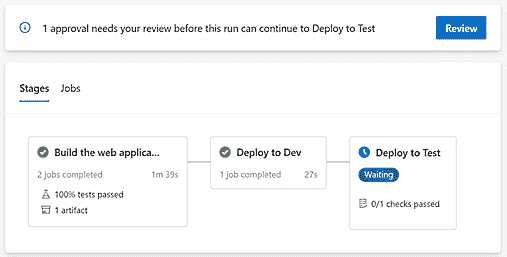 1 approval needs your review before this run can continue to Deploy to Test
Review
Stages Jobs
Build the web applica...
2 jobs completed 1m 39s
100% tests passed
1 artifact
Deploy to Dev
1 job completed 27s
Deploy to Test
Waiting
0/1 checks passed